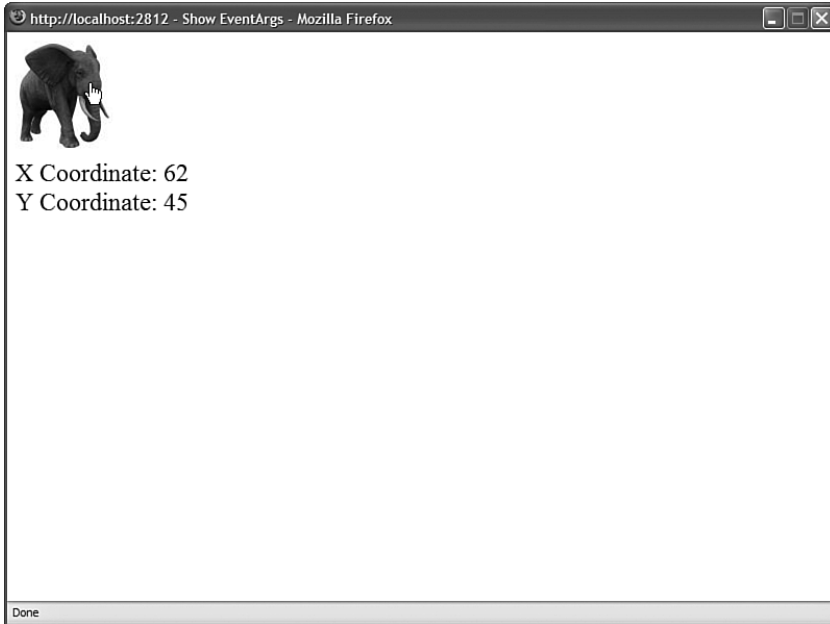 http://localhost:2812 - Show EventArgs - Mozilla Firefox
X Coordinate: 62
Y Coordinate: 45
Done